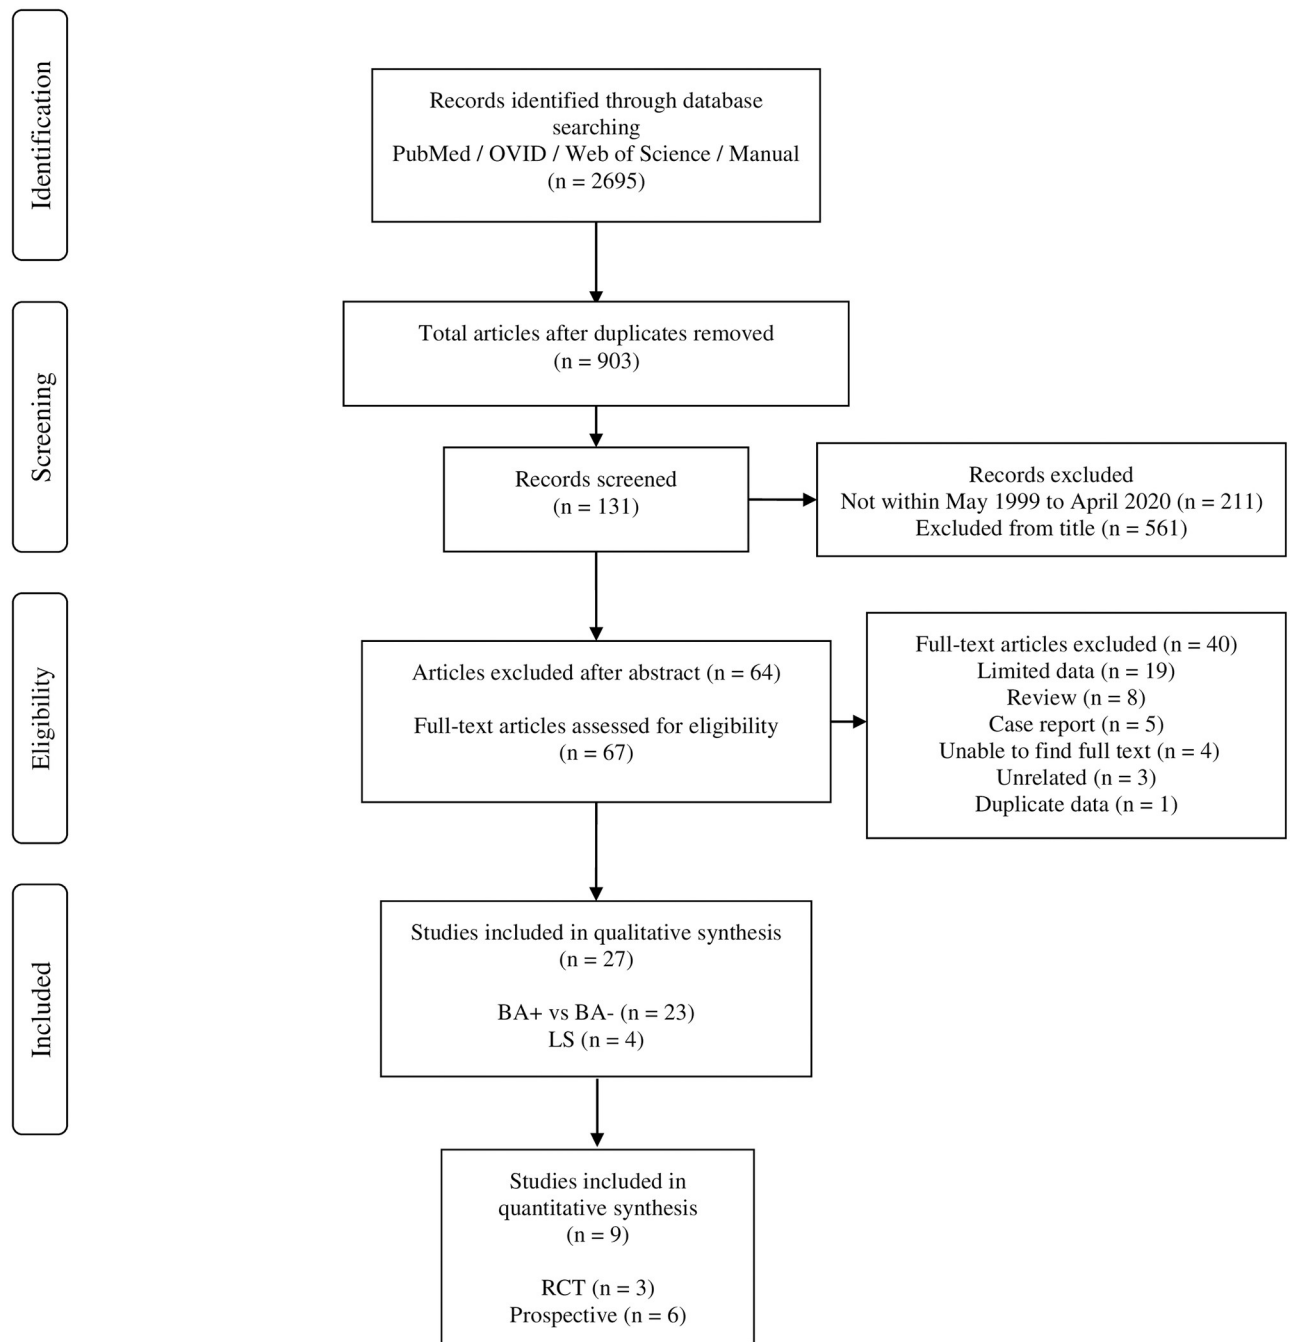 Identification
Records identified through database
searching
PubMed / OVID / Web of Science / Manual
(n = 2695)
Screening
Total articles after duplicates removed
(n = 903)
Records screened
(n = 131)
Records excluded
Not within May 1999 to April 2020 (n = 211)
Excluded from title (n = 561)
Eligibility
Articles excluded after abstract (n = 64)
Full-text articles assessed for eligibility
(n = 67)
Full-text articles excluded (n = 40)
Limited data (n = 19)
Review (n = 8)
Case report (n = 5)
Unable to find full text (n = 4)
Unrelated (n = 3)
Duplicate data (n = 1)
Included
Studies included in qualitative synthesis
(n = 27)
BA+ vs BA- (n = 23)
LS (n = 4)
Studies included in
quantitative synthesis
(n = 9)
RCT (n = 3)
Prospective (n = 6)